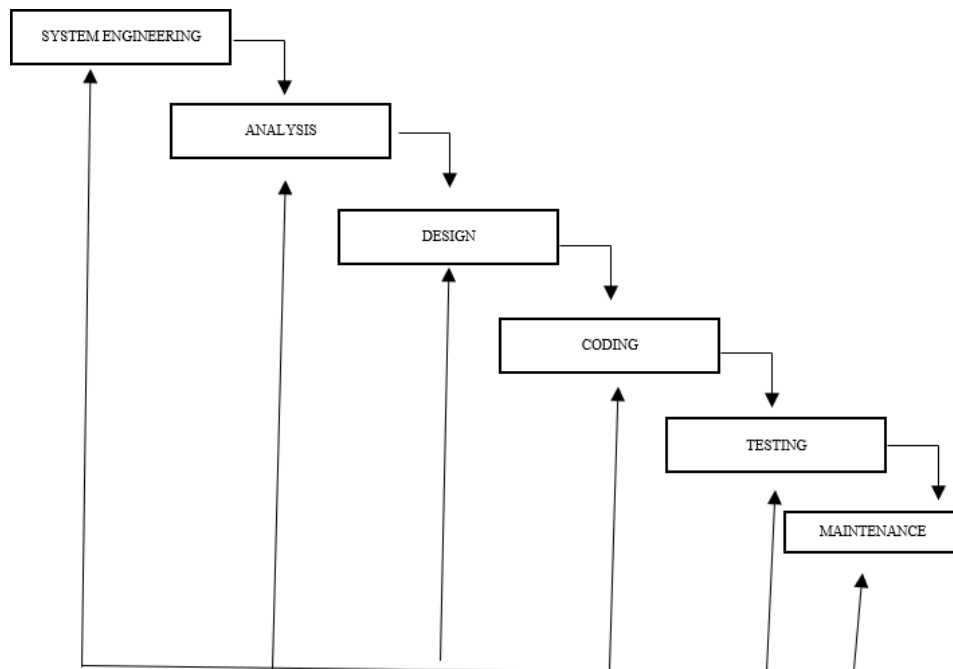 SYSTEM ENGINEERING
ANALYSIS
DESIGN
CODING
TESTING
MAINTENANCE